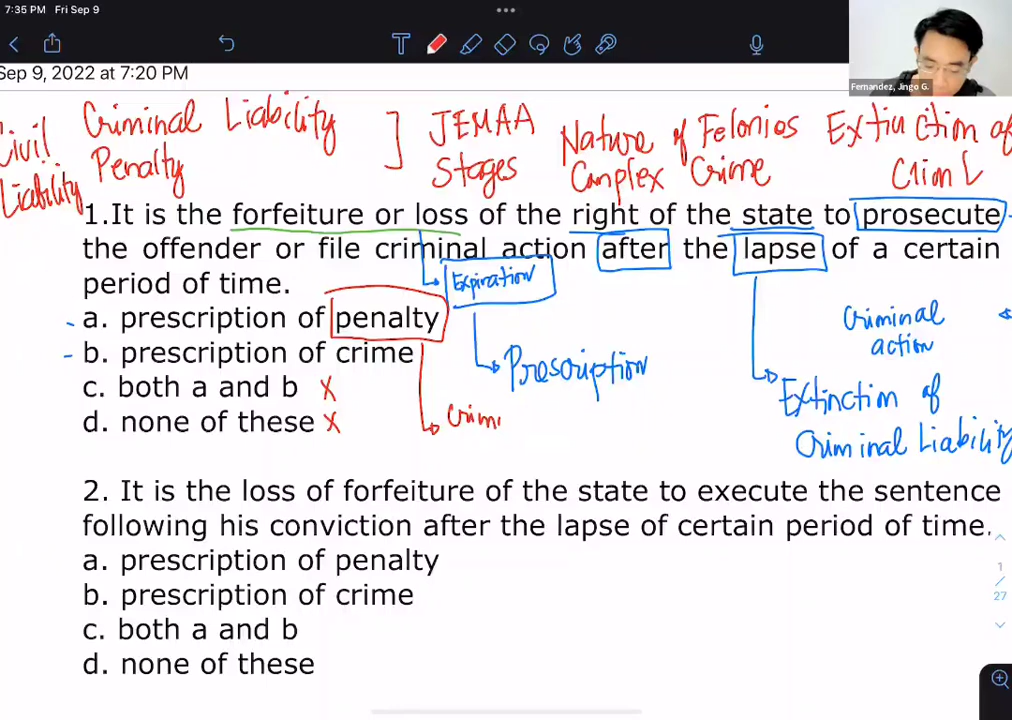 7:35 PM Fri Sep 9
Sep 9, 2022 at 7:20 PM
Fernandez, Jingo G.
Civil Liability
Criminal Liability
Penalty
JEMAA
Stages
Nature of Felonios
Complex Crime
Extinction of
Crim L
1.It is the forfeiture or loss of the right of the state to prosecute
the offender or file criminal action after the lapse of a certain
period of time.
Expiration
a. prescription of penalty
b. prescription of crime
c. both a and b X
d. none of these X
Prescription
Crim
Criminal
action
Extinction of
Criminal Liability
2. It is the loss of forfeiture of the state to execute the sentence
following his conviction after the lapse of certain period of time.
a. prescription of penalty
b. prescription of crime
c. both a and b
d. none of these
1
/
27